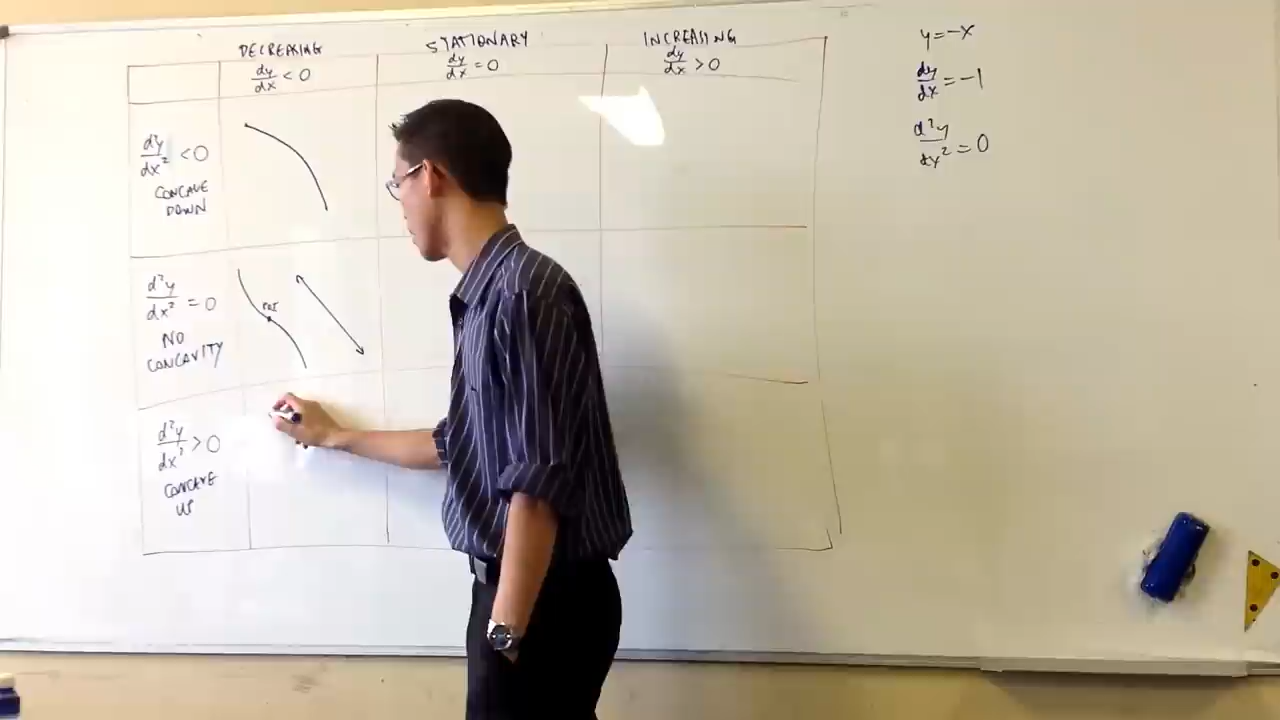 DECREASING STATIONARY INCREASING
dy/dx < 0 dy/dx = 0 dy/dx > 0
d²y/dx² < 0
CONCAVE
DOWN
d²y/dx² = 0
NO
CONCAVITY
d²y/dx² > 0
CONCAVE
UP
y = -x
dy/dx = -1
d²y/dx² = 0